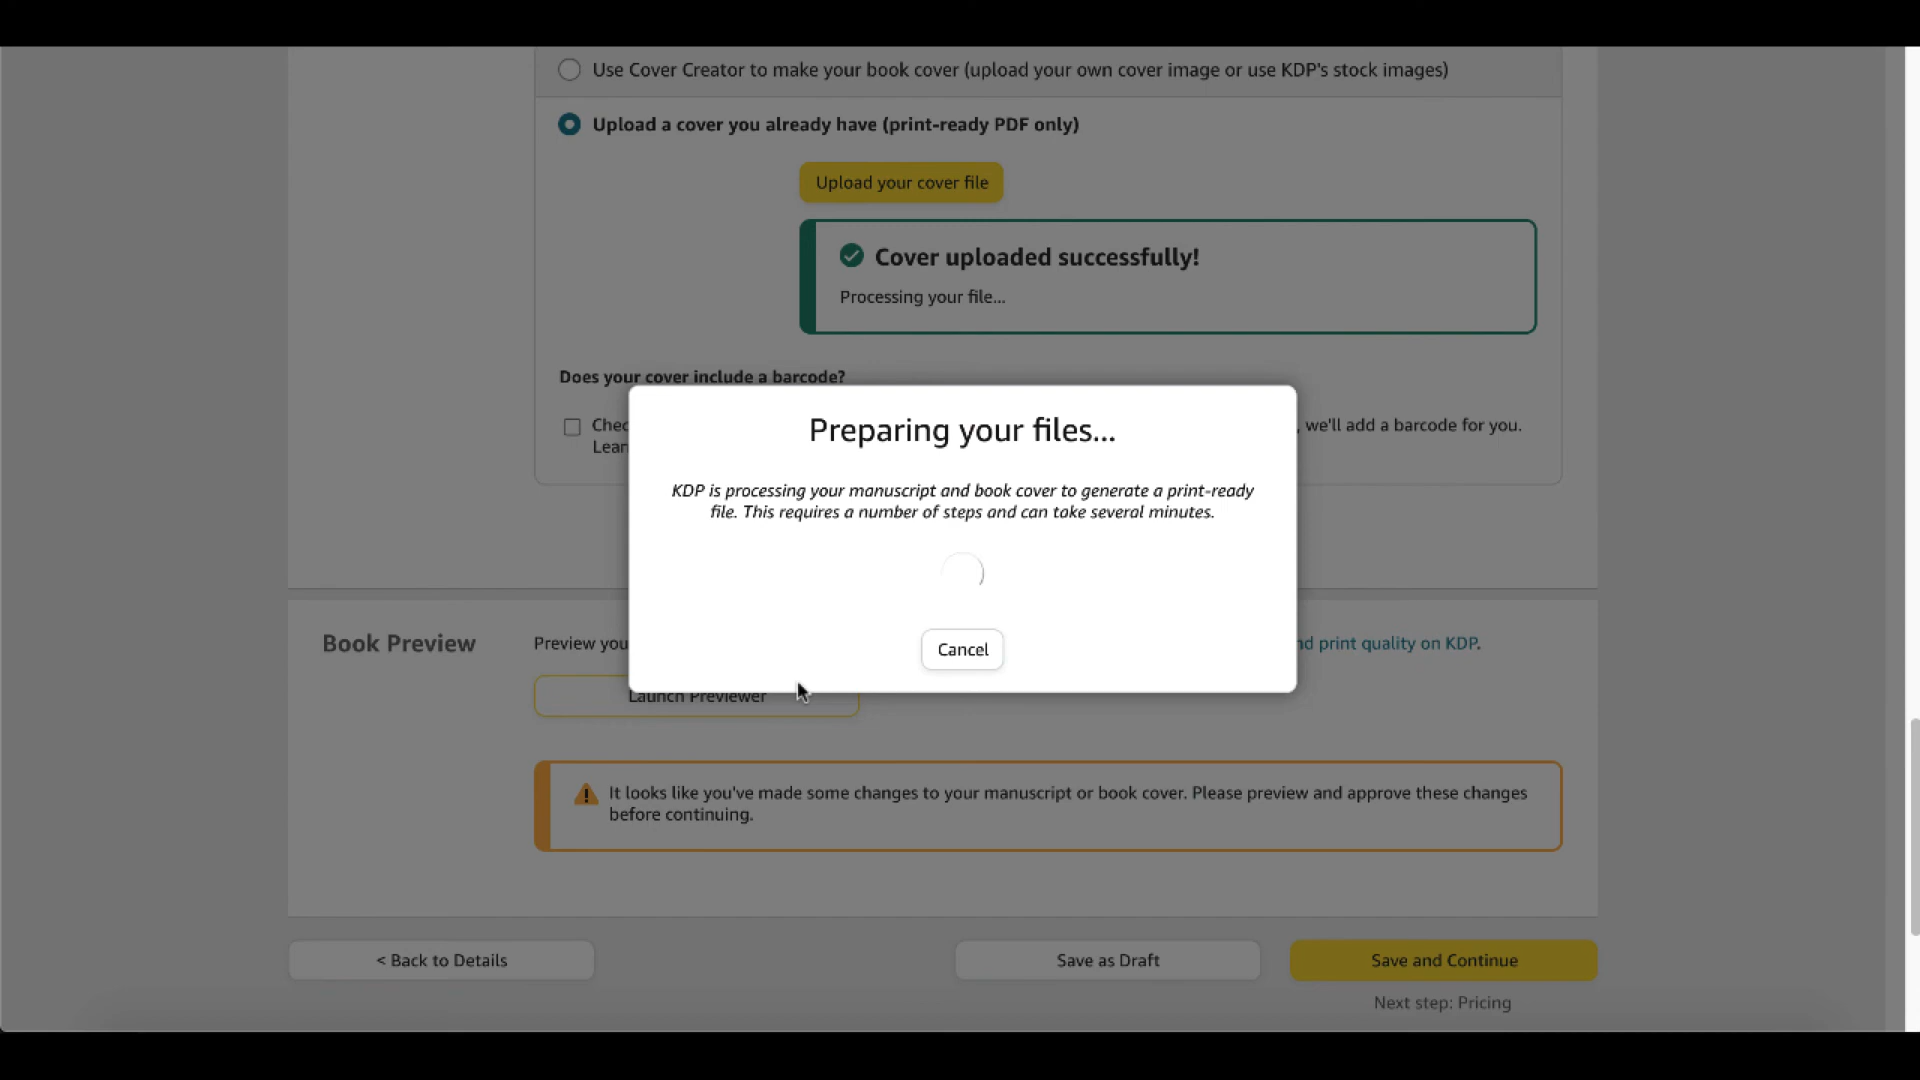 Use Cover Creator to make your book cover (upload your own cover image or use KDP's stock images)
Upload a cover you already have (print-ready PDF only)
Upload your cover file
Cover uploaded successfully!
Processing your file...
Does your cover include a barcode?
Chec
, we'll add a barcode for you.
Lear
Preparing your files...
KDP is processing your manuscript and book cover to generate a print-ready
file. This requires a number of steps and can take several minutes.
Cancel
Book Preview
Preview you
nd print quality on KDP.
Launch Previewer
It looks like you've made some changes to your manuscript or book cover. Please preview and approve these changes
before continuing.
< Back to Details
Save as Draft
Save and Continue
Next step: Pricing